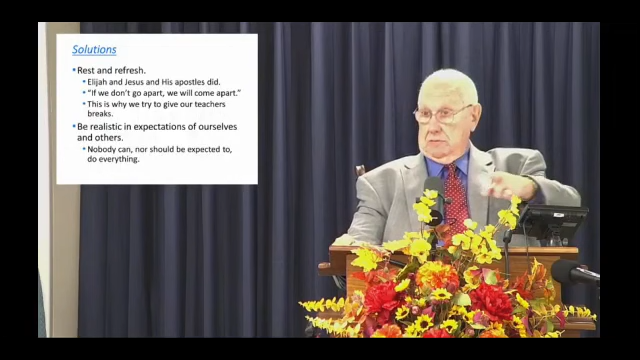 Solutions
•Rest and refresh.
• Elijah and Jesus and His apostles did.
• “If we don't go apart, we will come apart.”
• This is why we try to give our teachers
breaks.
•Be realistic in expectations of ourselves
and others.
• Nobody can, nor should be expected to,
do everything.